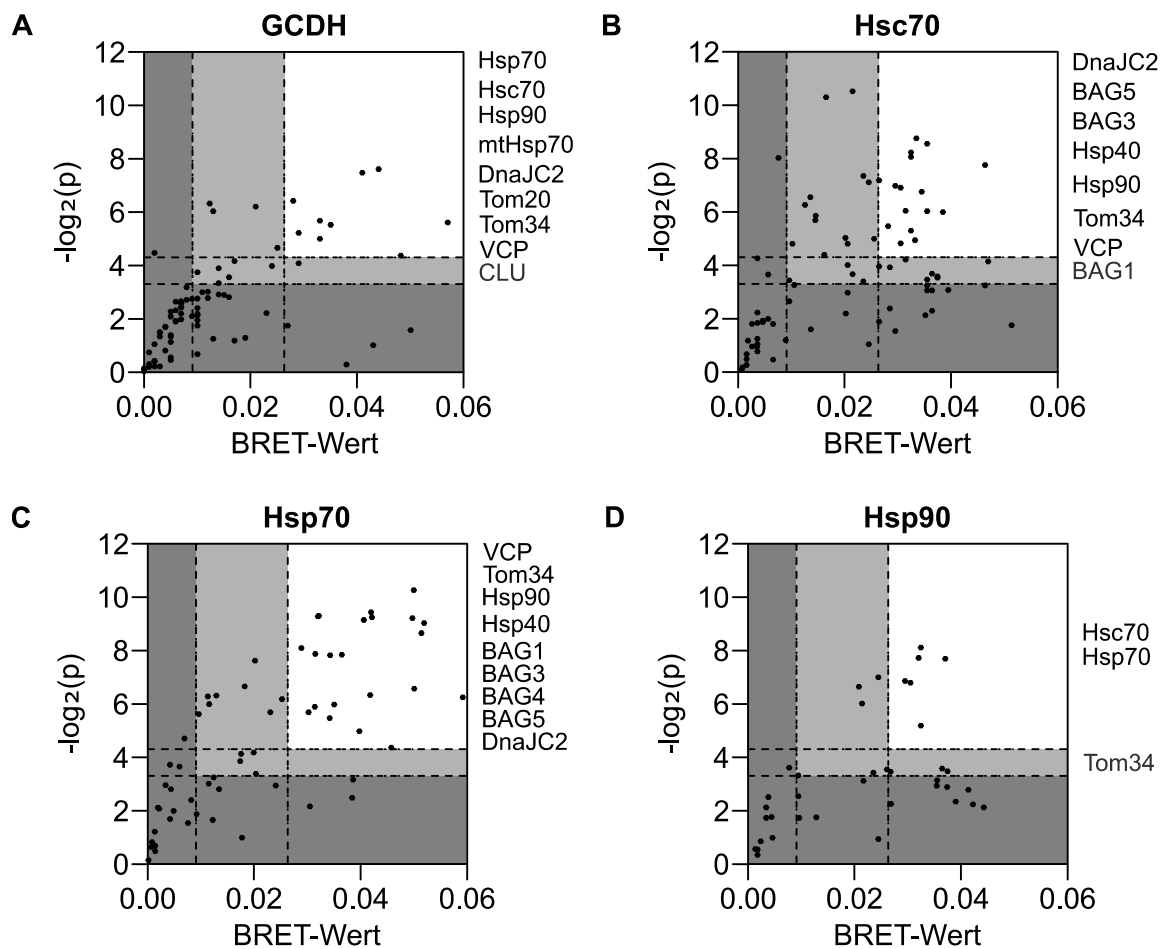 A
GCDH
12
10
8
6
4
2
0
-log₂(p)
0.00
0.02
0.04
0.06
BRET-Wert
Hsp70
Hsc70
Hsp90
mtHsp70
DnaJC2
Tom20
Tom34
VCP
CLU
B
Hsc70
12
10
8
6
4
2
0
-log₂(p)
0.00
0.02
0.04
0.06
BRET-Wert
DnaJC2
BAG5
BAG3
Hsp40
Hsp90
Tom34
VCP
BAG1
C
Hsp70
12
10
8
6
4
2
0
-log₂(p)
0.00
0.02
0.04
0.06
BRET-Wert
VCP
Tom34
Hsp90
Hsp40
BAG1
BAG3
BAG4
BAG5
DnaJC2
D
Hsp90
12
10
8
6
4
2
0
-log₂(p)
0.00
0.02
0.04
0.06
BRET-Wert
Hsc70
Hsp70
Tom34